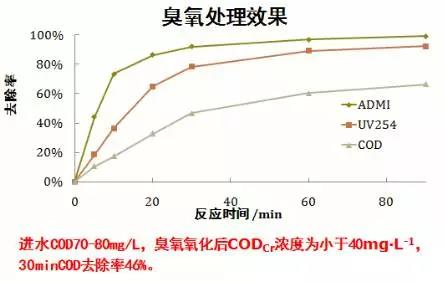 臭氧处理效果
100%
80%
60%
40%
20%
0%
去除率
ADMI
UV254
COD
0 20 40 60 80
反应时间/min
进水COD70-80mg/L，臭氧氧化后CODCr浓度为小于40mg·L-1，
30minCOD去除率46%。